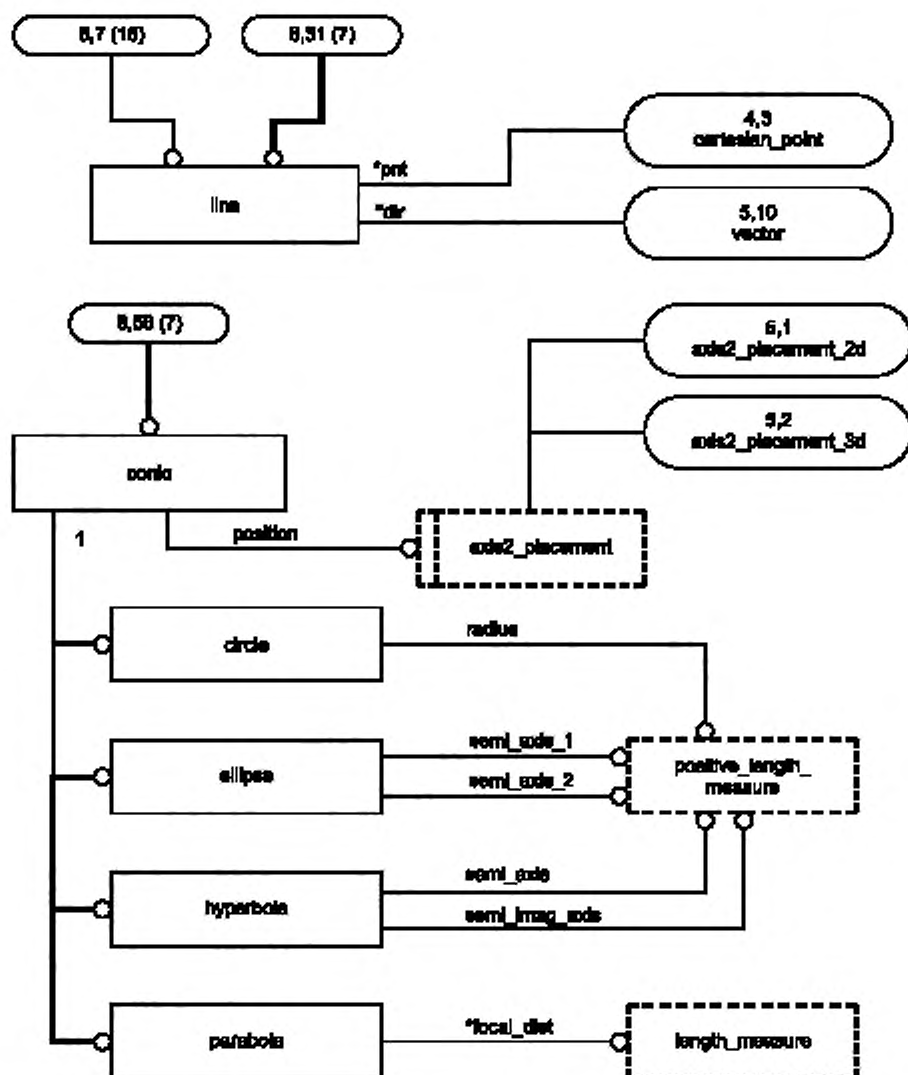 8,7 (16)
8,31 (7)
4,3
cartesian_point
*pnt
line
*dir
5,10
vector
8,58 (7)
5,1
axis2_placement_2d
5,2
axis2_placement_3d
conic
1
position
axis2_placement
circle
radius
ellipse
semi_axis_1
semi_axis_2
positive_length_
measure
hyperbola
semi_axis
semi_imag_axis
parabola
*focal_dist
length_measure